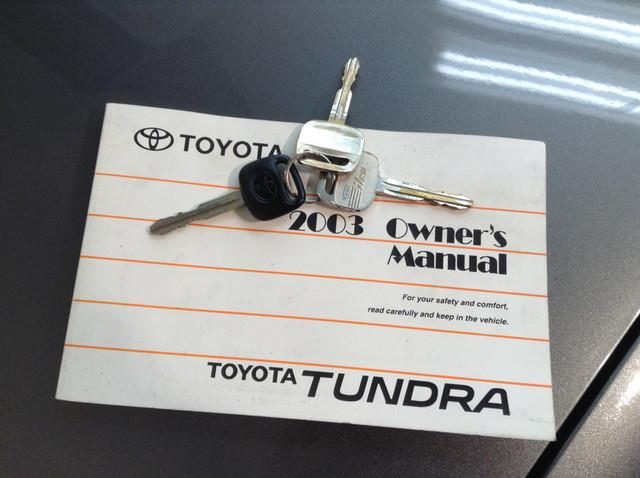 TOYOTA
2003 Owner's
Manual
For your safety and comfort,
read carefully and keep in the vehicle.
TOYOTA TUNDRA